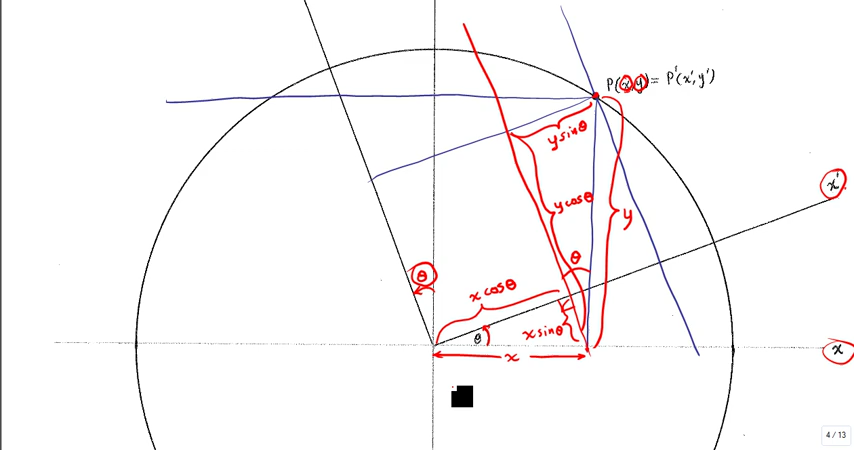 P(x,y)= P'(x',y')
y sinθ
x'
y cosθ
y
θ
θ
x cosθ
x sinθ
θ
x
x
4 / 13